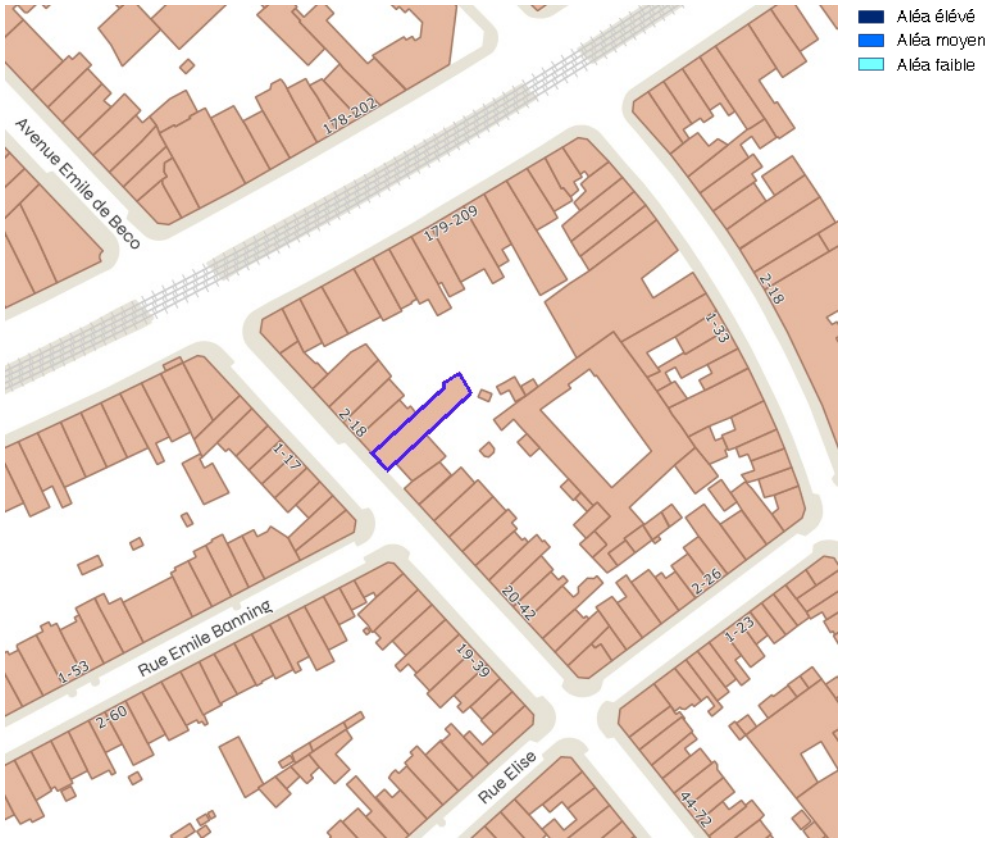 Aléa élévé
Aléa moyen
Aléa faible
178-202
Avenue Emile de Beco
179-209
2-18
1-33
2-18
1-17
20-42
2-26
1-23
Rue Emile Banning
19-39
1-53
2-60
Rue Elise
44-72